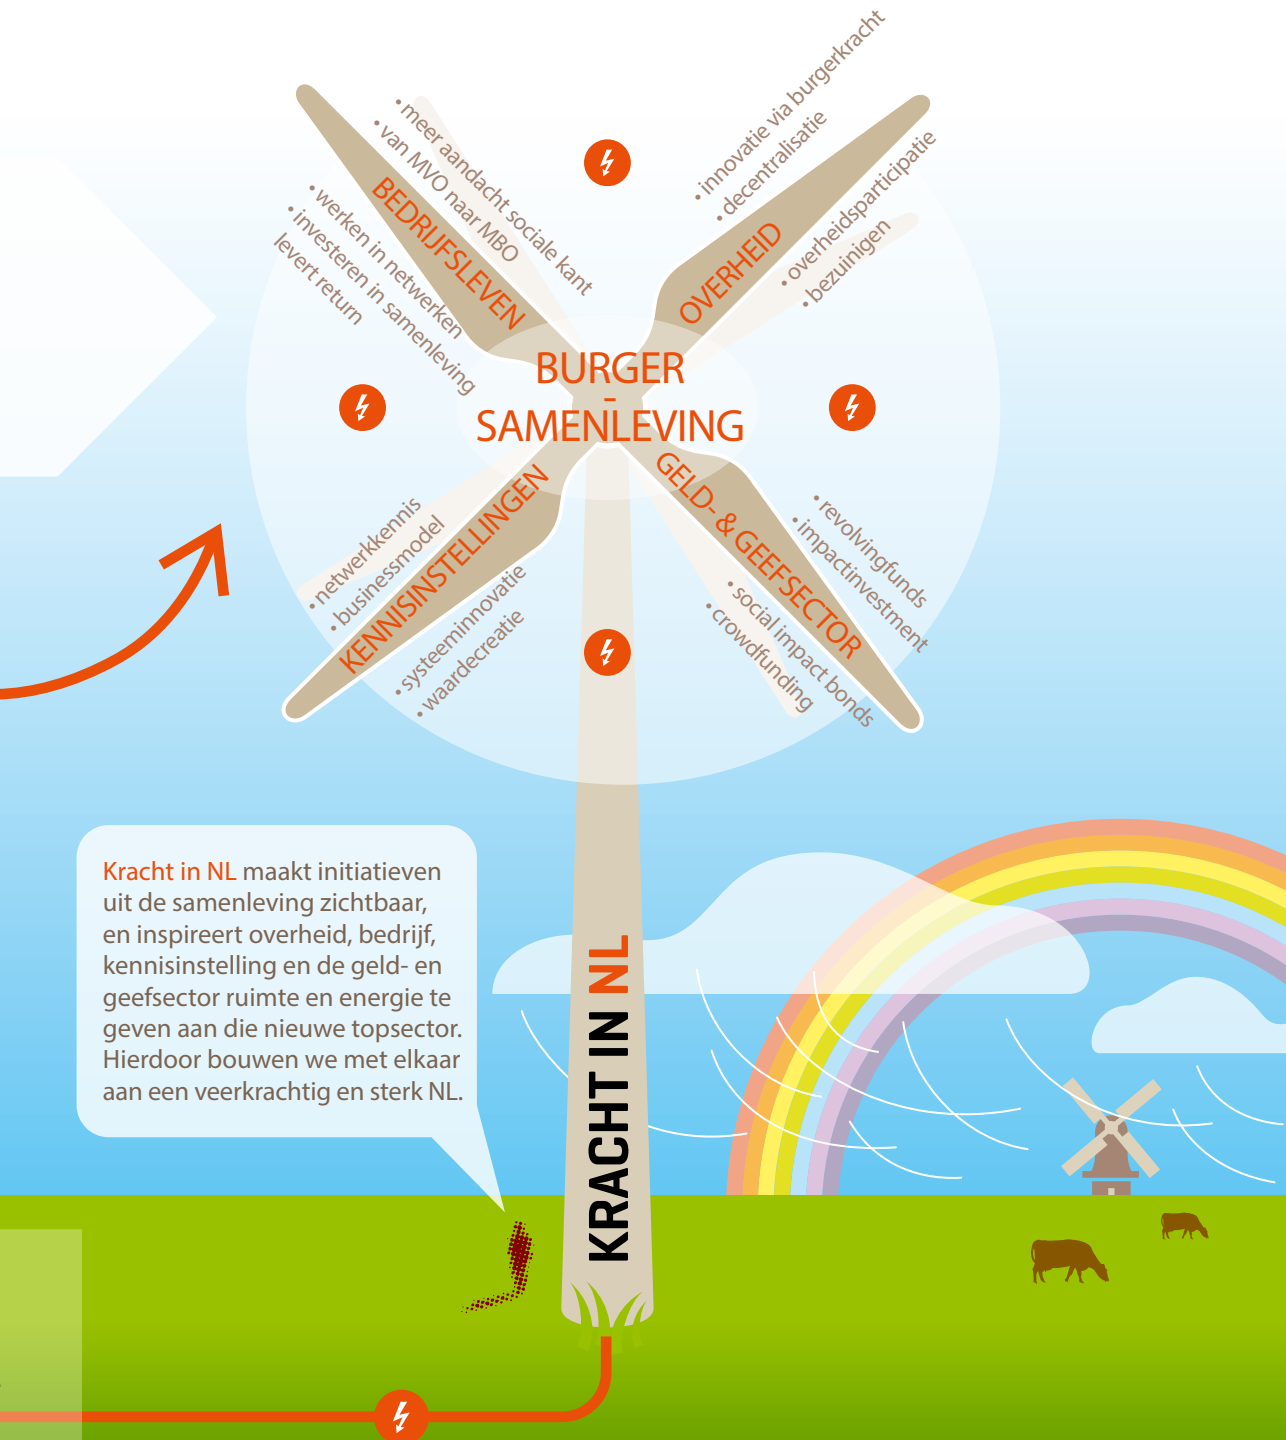 • meer aandacht sociale kant
• van MVO naar MBO
BEDRIJFSLEVEN
• werken in netwerken
• investeren in samenleving
levert return
• innovatie via burgerkracht
• decentralisatie
OVERHEID
• overheidsparticipatie
• bezuinigen
BURGER
-
SAMENLEVING
• netwerkkennis
• businessmodel
KENNISINSTELLINGEN
• systeeminnovatie
• waardecreatie
• revolvingfunds
• impactinvestment
GELD- & GEEFSECTOR
• social impact bonds
• crowdfunding
Kracht in NL maakt initiatieven
uit de samenleving zichtbaar,
en inspireert overheid, bedrijf,
kennisinstelling en de geld- en
geefsector ruimte en energie te
geven aan die nieuwe topsector.
Hierdoor bouwen we met elkaar
aan een veerkrachtig en sterk NL.
KRACHT IN NL